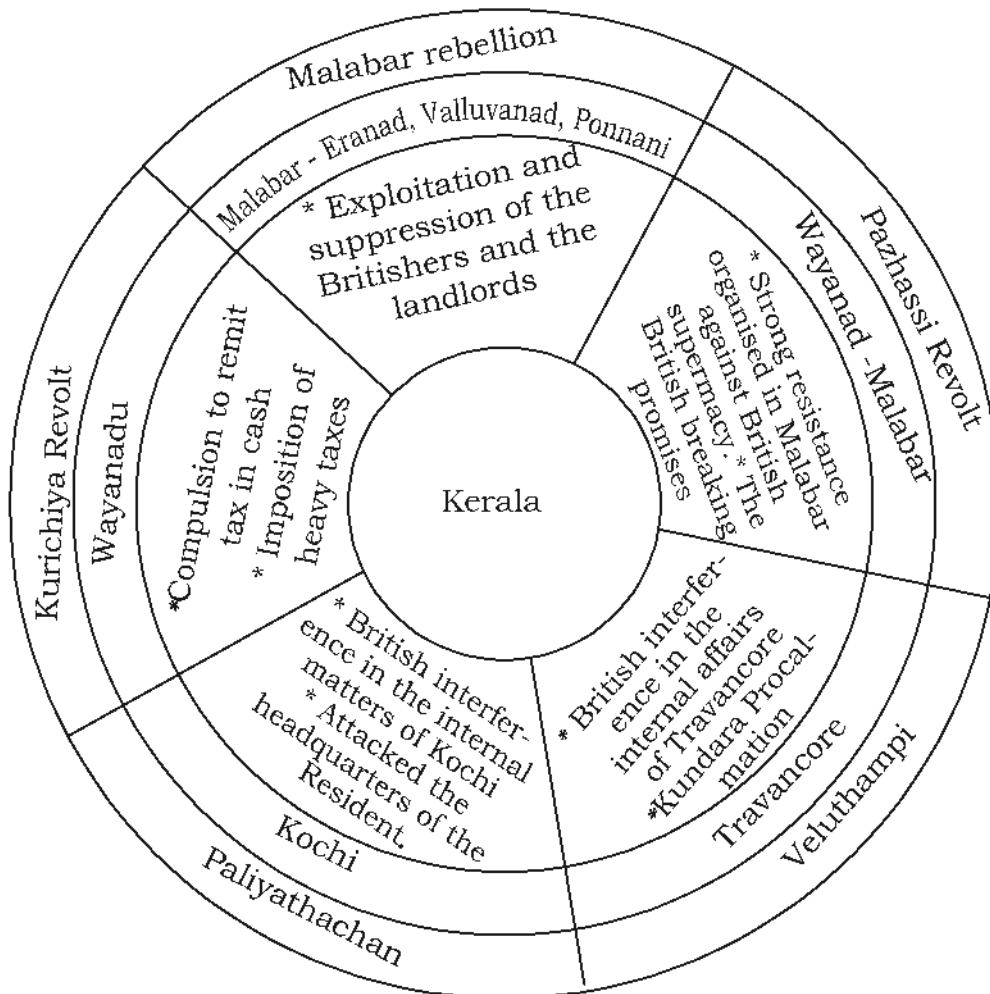 Malabar rebellion
Malabar - Eranad, Valluvanad, Ponnani
* Exploitation and
suppression of the
Britishers and the
landlords
Pazhassi Revolt
Wayanad -Malabar
* Strong resistance
organised in Malabar
against British
supermacy. * The
British breaking
promises
Veluthampi
Travancore
* British interfer-
ence in the
internal affairs
of Travancore
*Kundara Procal-
mation
Paliyathachan
Kochi
* British interfer-
ence in the internal
matters of Kochi
* Attacked the
headquarters of the
Resident.
Kurichiya Revolt
Wayanadu
*Compulsion to remit
tax in cash
* Imposition of
heavy taxes
Kerala